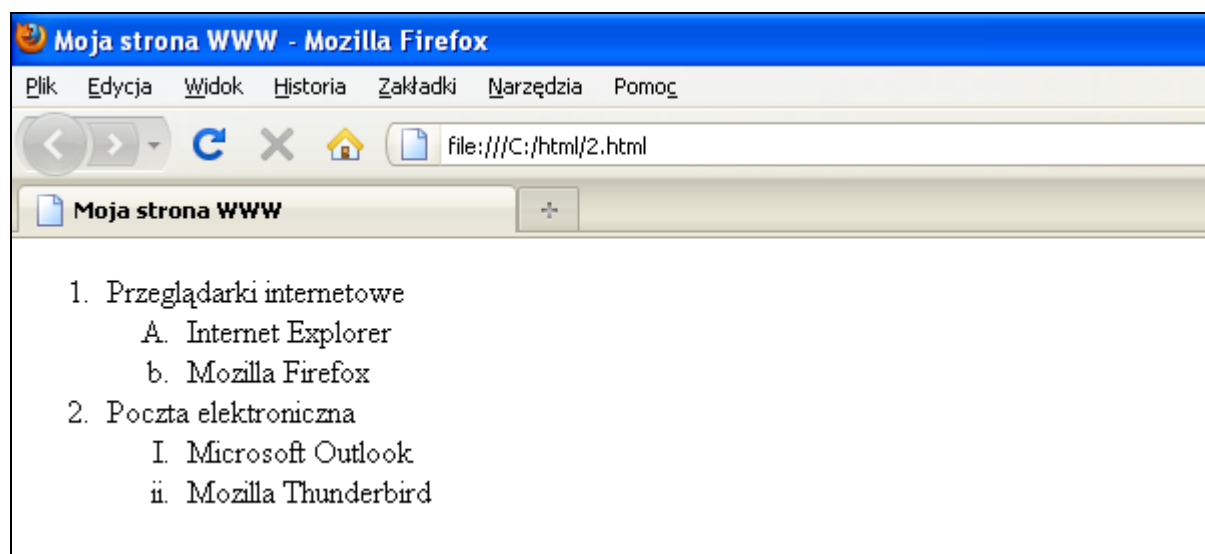 Moja strona WWW - Mozilla Firefox
Plik Edycja Widok Historia Zakładki Narzędzia Pomoc
file:///C:/html/2.html
Moja strona WWW
1. Przeglądarki internetowe
A. Internet Explorer
b. Mozilla Firefox
2. Poczta elektroniczna
I. Microsoft Outlook
ii. Mozilla Thunderbird